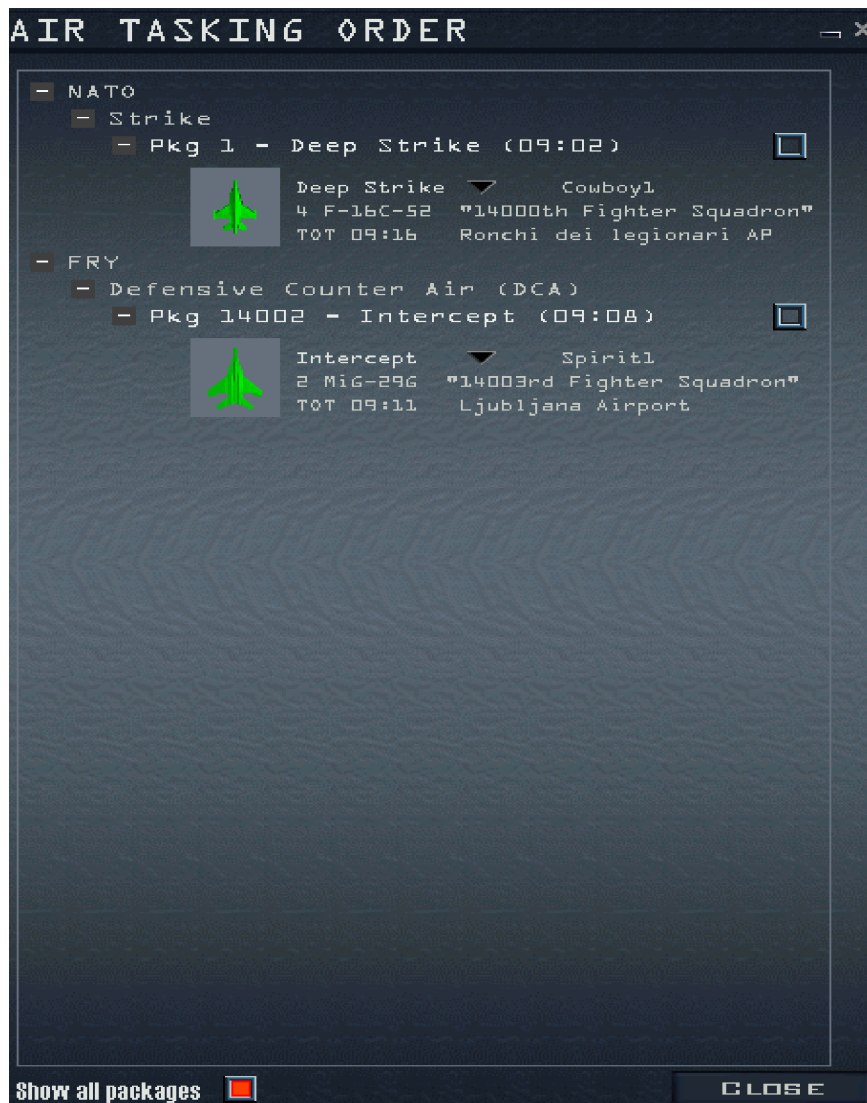 AIR TASKING ORDER
NATO
Strike
Pkg 1 - Deep Strike (09:02)
Deep Strike Cowboy1
4 F-16C-52 "14000th Fighter Squadron"
TOT 09:16 Ronchi dei legionari AP
FRY
Defensive Counter Air (DCA)
Pkg 14002 - Intercept (09:08)
Intercept Spirit1
2 MiG-29G "14003rd Fighter Squadron"
TOT 09:11 Ljubljana Airport
Show all packages
CLOSE